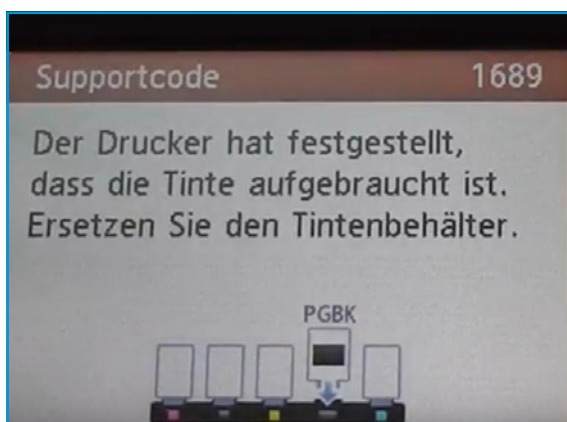 Supportcode 1689
Der Drucker hat festgestellt,
dass die Tinte aufgebraucht ist.
Ersetzen Sie den Tintenbehälter.
PGBK